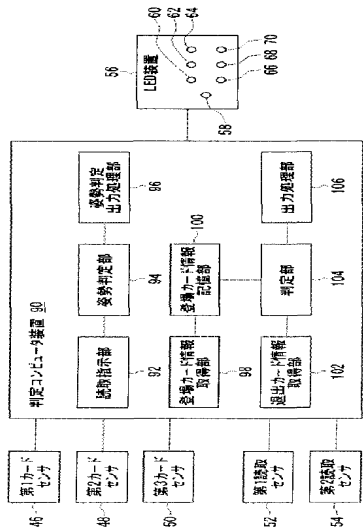 第1カードセンサ
46
第2カードセンサ
48
第3カードセンサ
50
第1読取センサ
52
第2読取センサ
54
判定コンピュータ装置 90
読取指示部
92
姿勢判定部
94
姿勢判定
出力処理部
96
登場カード情報
取得部
98
登場カード情報
記憶部
100
退出カード情報
取得部
102
判定部
104
出力処理部
106
LED装置
56
58
60
62
64
66
68
70